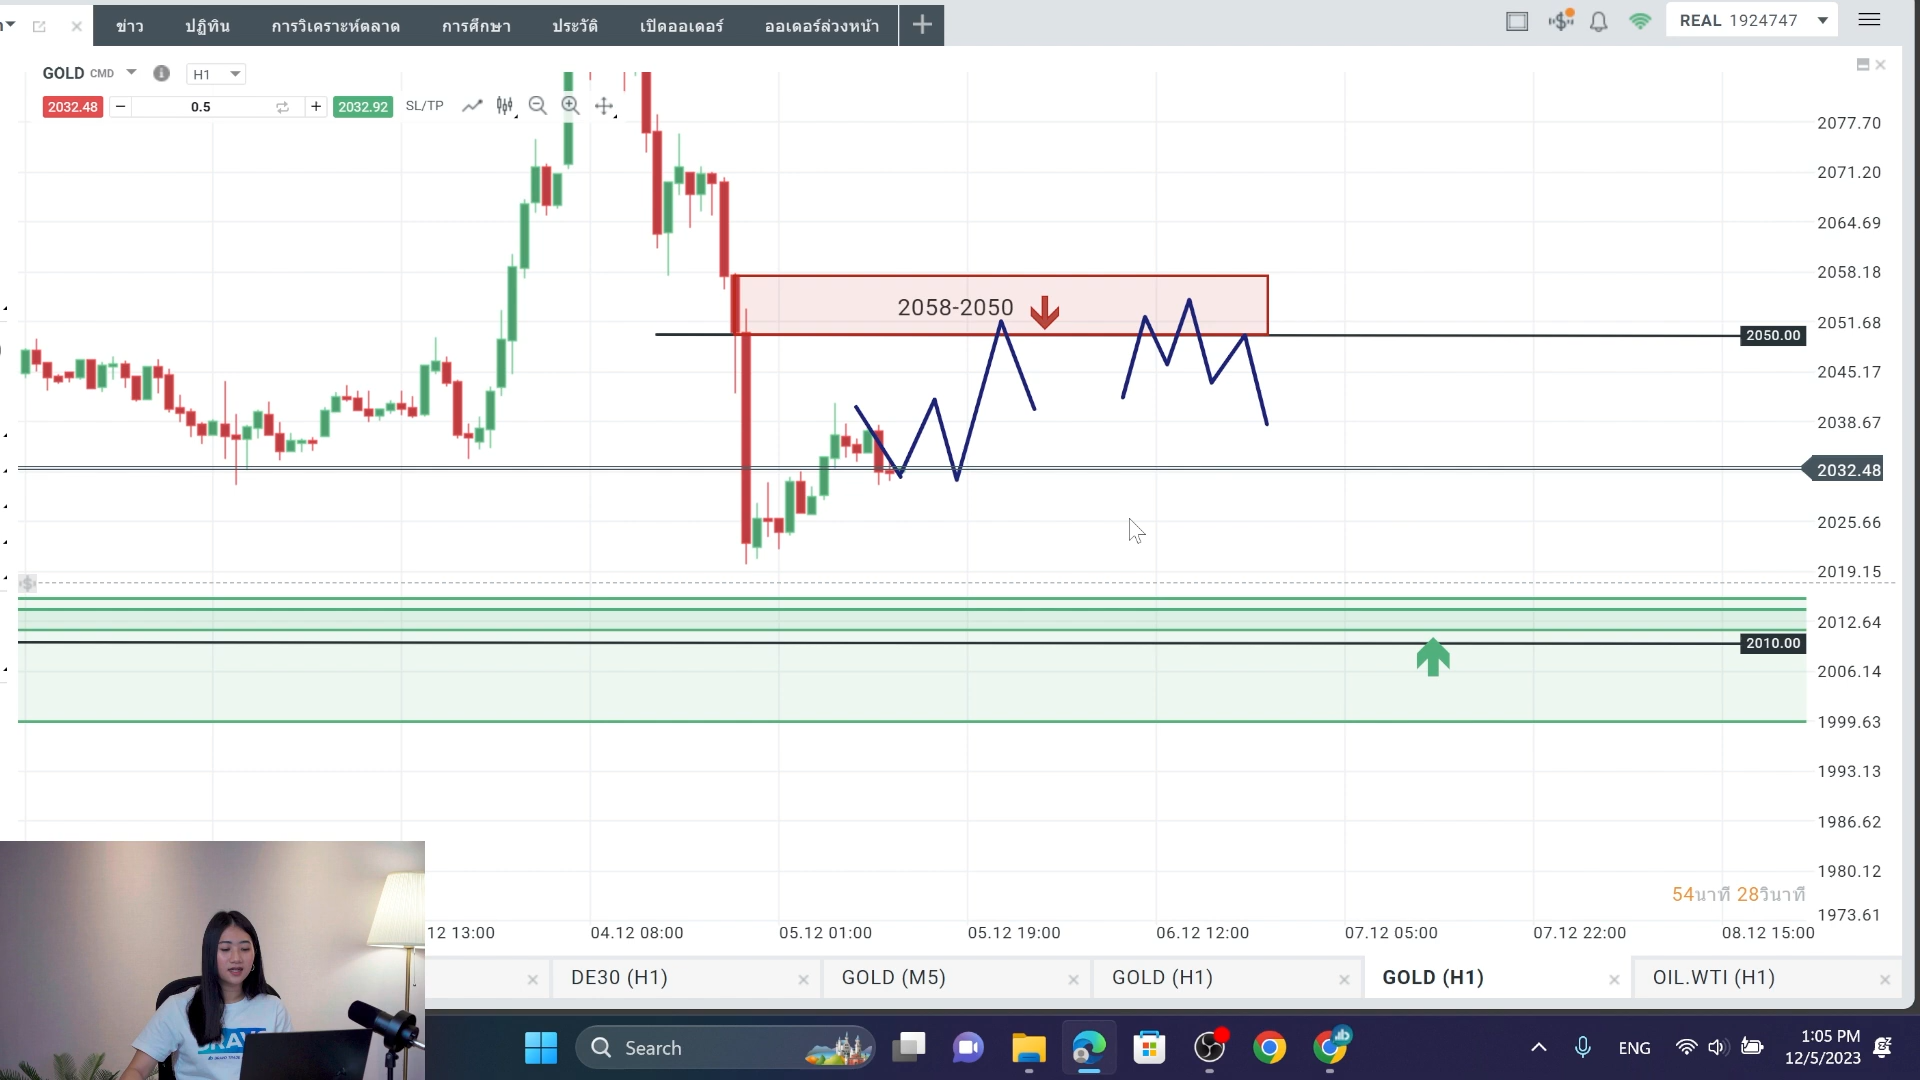 ข่าว ปฏิทิน การวิเคราะห์ตลาด การศึกษา ประวัติ เปิดออเดอร์ ออเดอร์ล่วงหน้า
REAL 1924747
GOLD CMD H1
2032.48 0.5 2032.92 SL/TP
2077.70
2071.20
2064.69
2058.18
2058-2050
2051.68
2050.00
2045.17
2038.67
2032.48
2025.66
2019.15
2012.64
2010.00
2006.14
1999.63
1993.13
1986.62
1980.12
54นาที 28วินาที
1973.61
12 13:00 04.12 08:00 05.12 01:00 05.12 19:00 06.12 12:00 07.12 05:00 07.12 22:00 08.12 15:00
DE30 (H1) GOLD (M5) GOLD (H1) GOLD (H1) OIL.WTI (H1)
Search
ENG
1:05 PM
12/5/2023